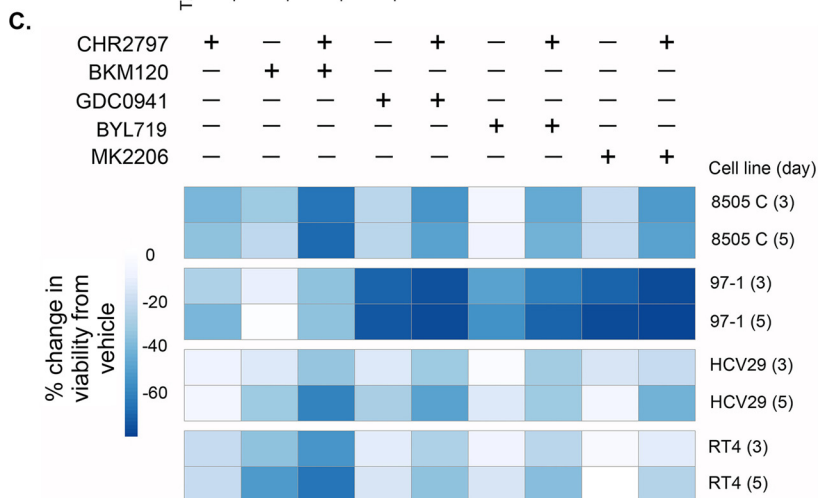 C.
CHR2797 + — + — + — + — +
BKM120 — + + — — — — — —
GDC0941 — — — + + — — — —
BYL719 — — — — — + + — —
MK2206 — — — — — — — + +
Cell line (day)
8505 C (3)
8505 C (5)
97-1 (3)
97-1 (5)
HCV29 (3)
HCV29 (5)
RT4 (3)
RT4 (5)
% change in
viability from
vehicle
0
-20
-40
-60